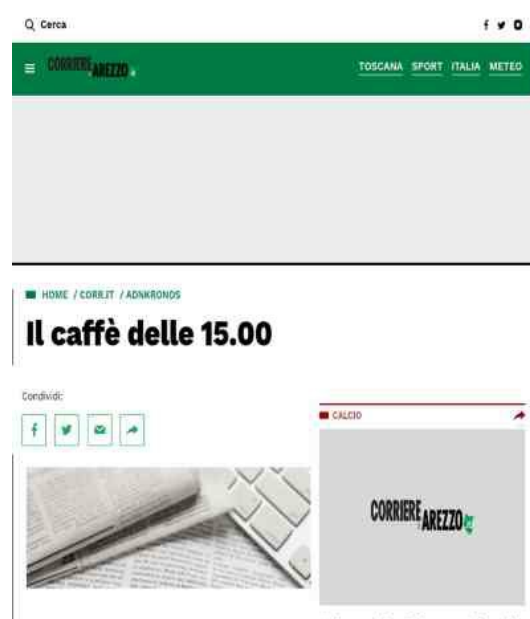 Cerca
CORRIERE AREZZO
TOSCANA SPORT ITALIA METEO
HOME / CORR.IT / ADNKRONOS
Il caffè delle 15.00
Condividi:
CALCIO
CORRIERE AREZZO